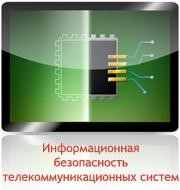 Информационная
безопасность
телекоммуникационных систем